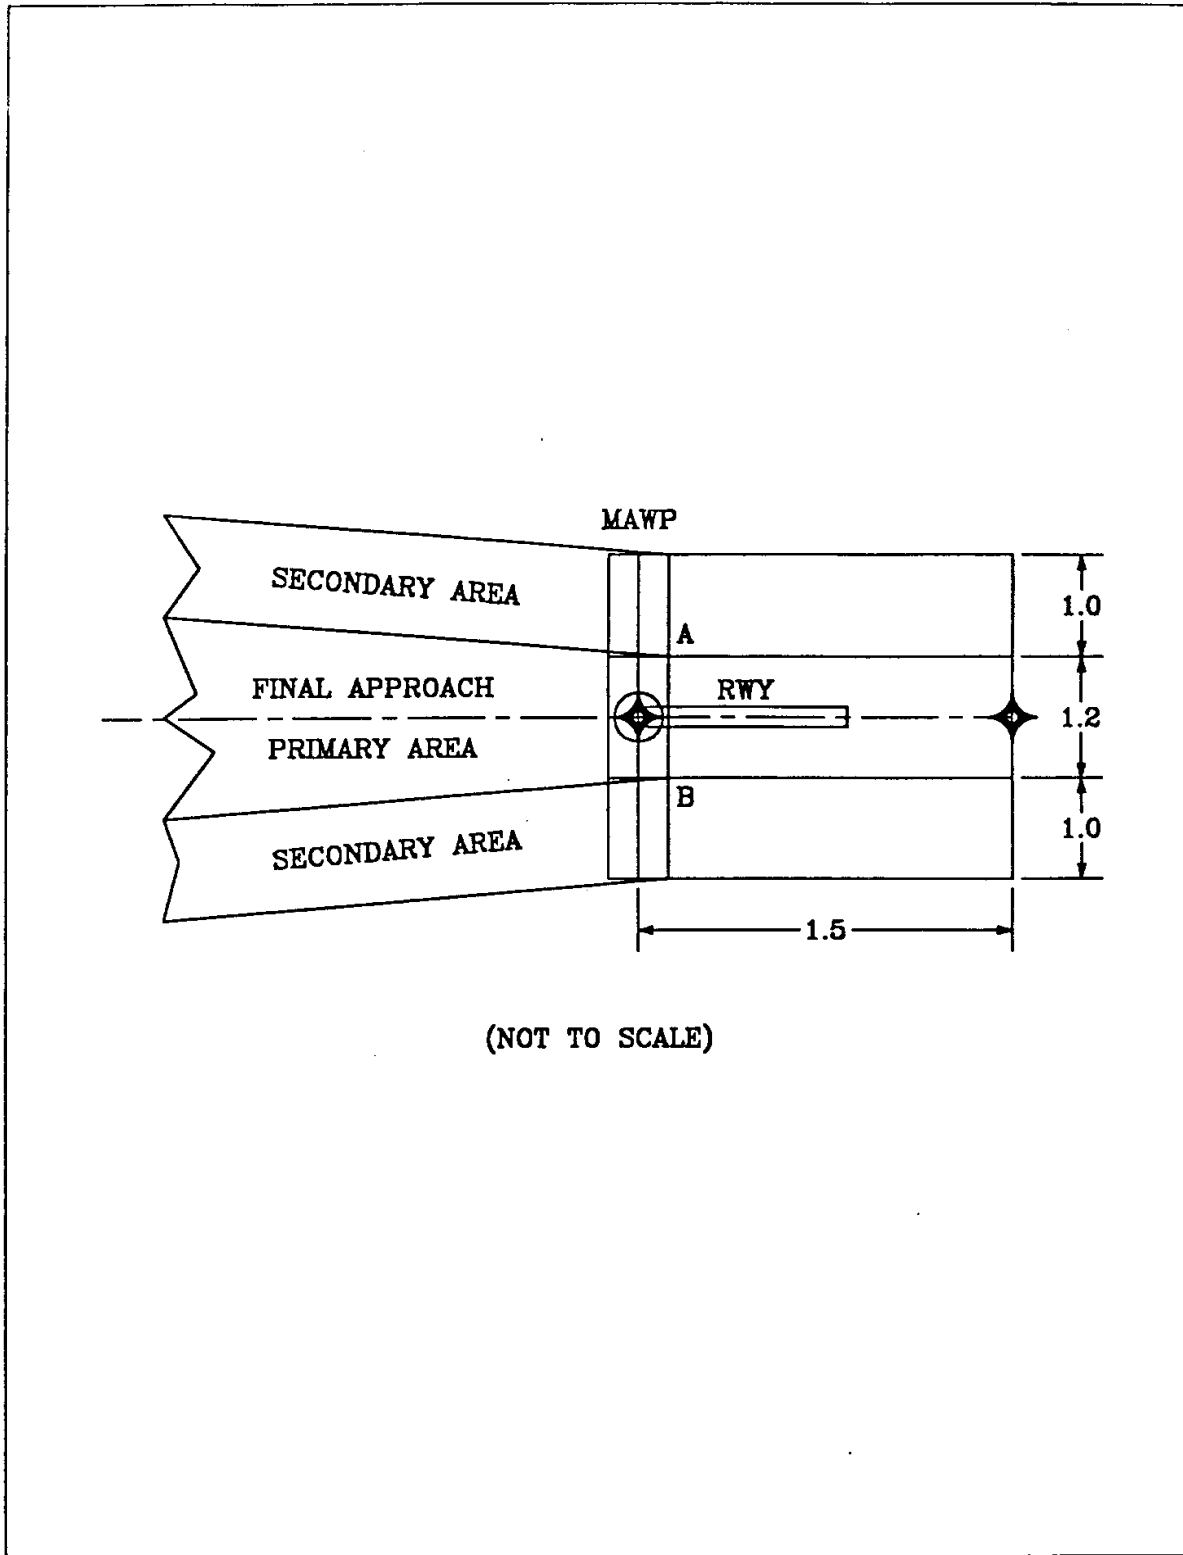 MAWP
SECONDARY AREA
1.0
A
FINAL APPROACH
RWY
1.2
PRIMARY AREA
B
1.0
SECONDARY AREA
1.5
(NOT TO SCALE)